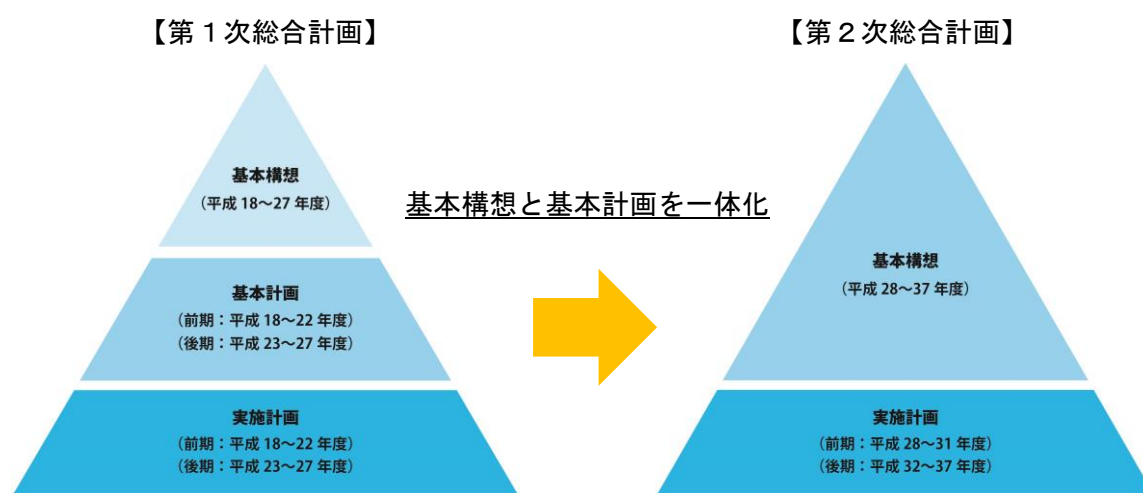 【第１次総合計画】
基本構想
（平成 18～27 年度）
基本計画
（前期：平成 18～22 年度）
（後期：平成 23～27 年度）
実施計画
（前期：平成 18～22 年度）
（後期：平成 23～27 年度）
基本構想と基本計画を一体化
【第２次総合計画】
基本構想
（平成 28～37 年度）
実施計画
（前期：平成 28～31 年度）
（後期：平成 32～37 年度）